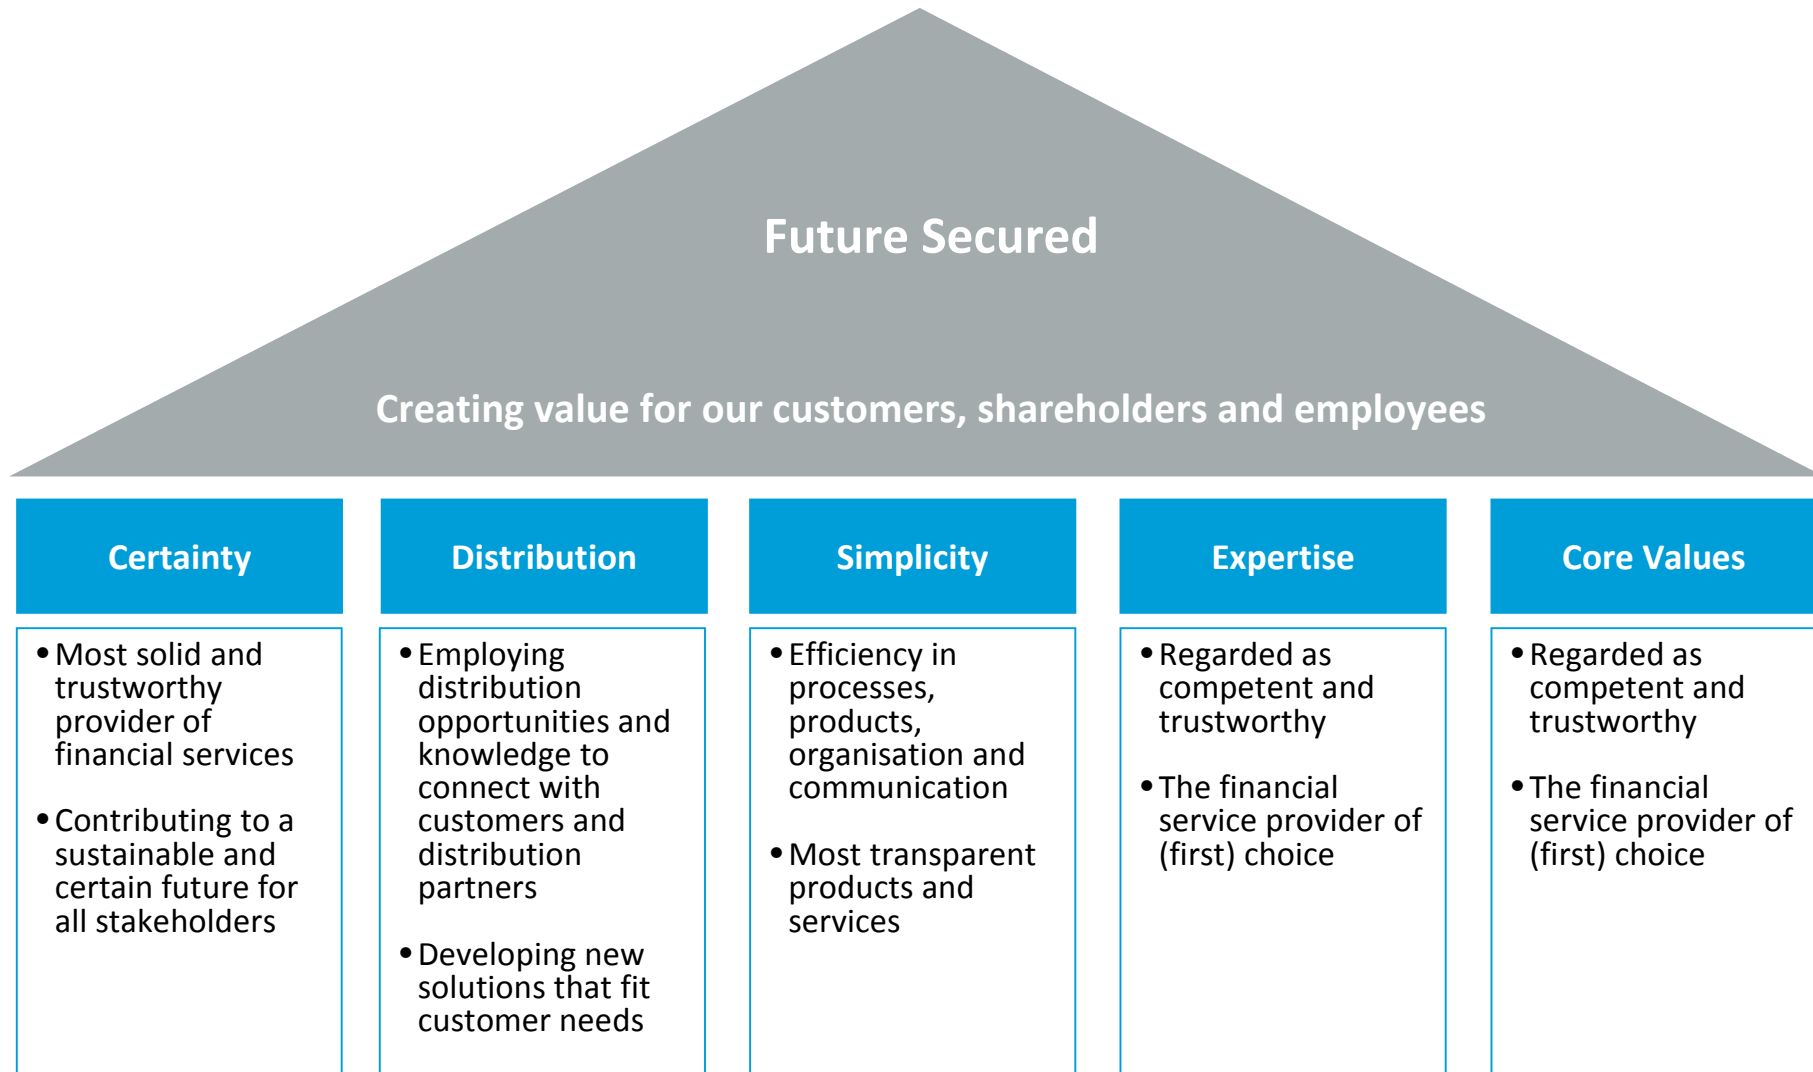 Future Secured
Creating value for our customers, shareholders and employees
Certainty
• Most solid and
trustworthy
provider of
financial services
• Contributing to a
sustainable and
certain future for
all stakeholders
Distribution
• Employing
distribution
opportunities and
knowledge to
connect with
customers and
distribution
partners
• Developing new
solutions that fit
customer needs
Simplicity
• Efficiency in
processes,
products,
organisation and
communication
• Most transparent
products and
services
Expertise
• Regarded as
competent and
trustworthy
• The financial
service provider of
(first) choice
Core Values
• Regarded as
competent and
trustworthy
• The financial
service provider of
(first) choice